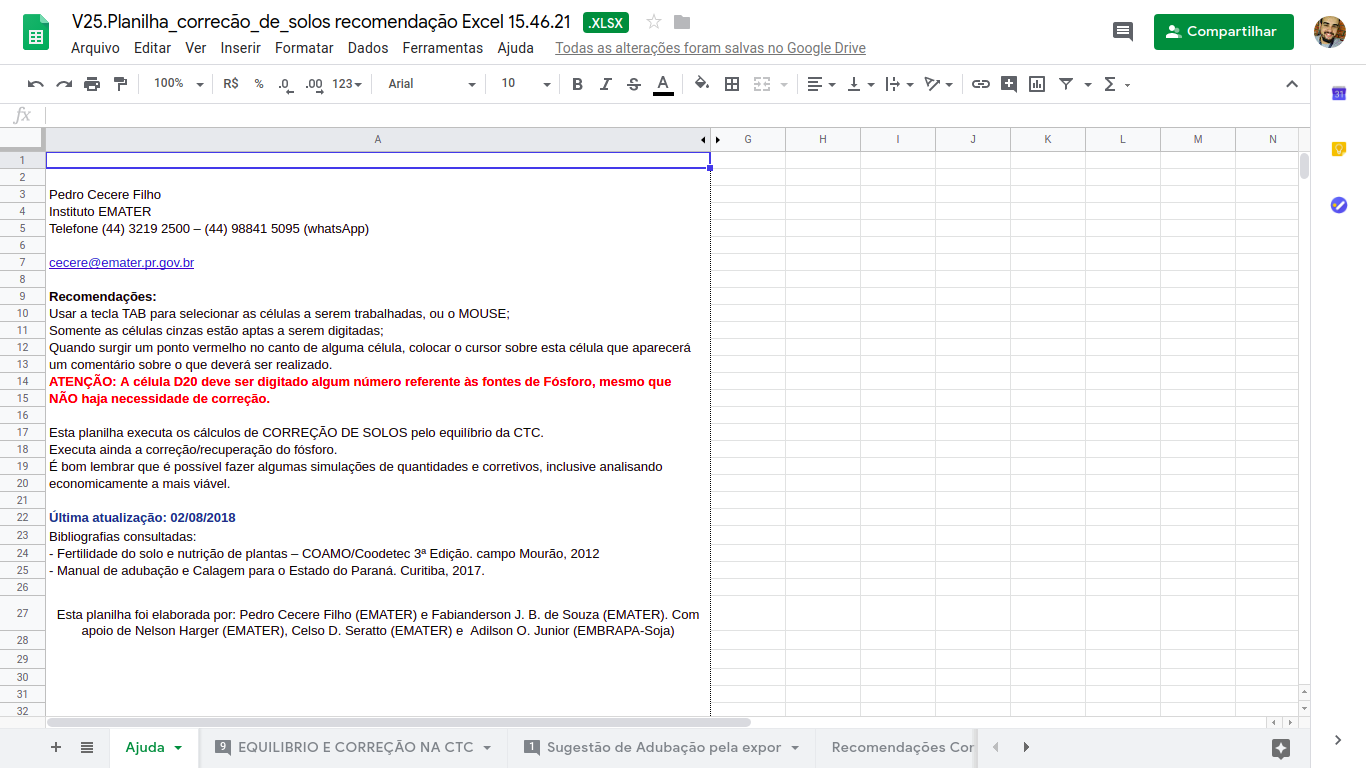 V25.Planilha_correcão_de_solos recomendação Excel 15.46.21 .XLSX
Arquivo Editar Ver Inserir Formatar Dados Ferramentas Ajuda Todas as alterações foram salvas no Google Drive
Compartilhar
100% R$ % .0 .00 123 Arial 10 B I S A Σ
fx
31
A G H I J K L M N
1
2
3 Pedro Cecere Filho
4 Instituto EMATER
5 Telefone (44) 3219 2500 – (44) 98841 5095 (whatsApp)
6
7 cecere@emater.pr.gov.br
8
9 Recomendações:
10 Usar a tecla TAB para selecionar as células a serem trabalhadas, ou o MOUSE;
11 Somente as células cinzas estão aptas a serem digitadas;
12 Quando surgir um ponto vermelho no canto de alguma célula, colocar o cursor sobre esta célula que aparecerá
13 um comentário sobre o que deverá ser realizado.
14 ATENÇÃO: A célula D20 deve ser digitado algum número referente às fontes de Fósforo, mesmo que
15 NÃO haja necessidade de correção.
16
17 Esta planilha executa os cálculos de CORREÇÃO DE SOLOS pelo equilíbrio da CTC.
18 Executa ainda a correção/recuperação do fósforo.
19 É bom lembrar que é possível fazer algumas simulações de quantidades e corretivos, inclusive analisando
20 economicamente a mais viável.
21
22 Última atualização: 02/08/2018
23 Bibliografias consultadas:
24 - Fertilidade do solo e nutrição de plantas – COAMO/Coodetec 3ª Edição. campo Mourão, 2012
25 - Manual de adubação e Calagem para o Estado do Paraná. Curitiba, 2017.
26
27 Esta planilha foi elaborada por: Pedro Cecere Filho (EMATER) e Fabianderson J. B. de Souza (EMATER). Com
28 apoio de Nelson Harger (EMATER), Celso D. Seratto (EMATER) e Adilson O. Junior (EMBRAPA-Soja)
29
30
31
32
Ajuda 9 EQUILIBRIO E CORREÇÃO NA CTC 1 Sugestão de Adubação pela expor Recomendações Cor